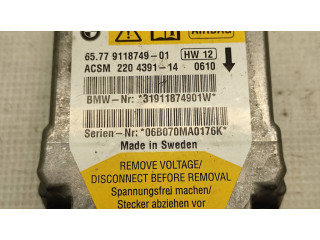 AIRBAG
65.77 9118749-01 HW 12
ACSM 220 4391-14 0610
BMW-Nr: *31911874901W*
Serien-Nr: *06B070MA0176K*
Made in Sweden
REMOVE VOLTAGE/
DISCONNECT BEFORE REMOVAL
Spannungsfrei machen/
Stecker abziehen vor